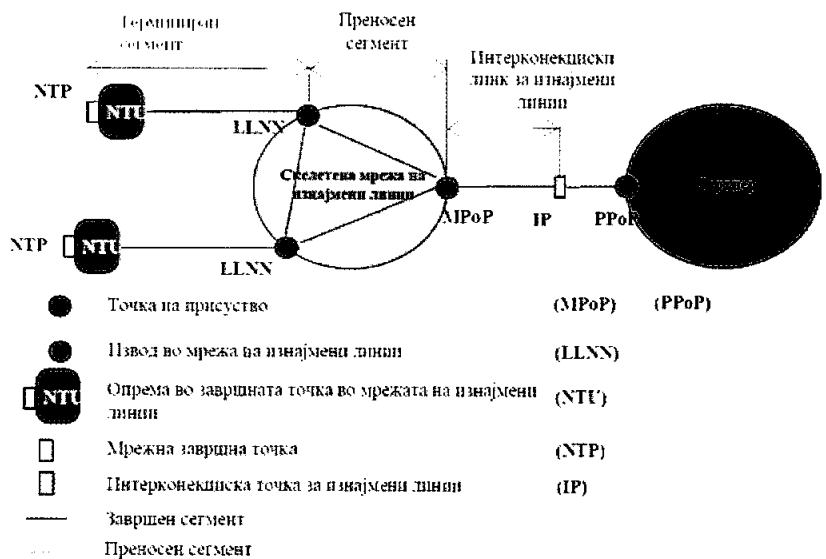 Терминиран
сегмент
Преносен
сегмент
Интерконекциски
линк за изнајмени
линии
NTP
NTU
LLNN
Скелетена мрежа на
изнајмени линии
MPoP
IP
PPoP
NTP
NTU
LLNN
Точка на присуство (MPoP) (PPoP)
Извод во мрежа на изнајмени линии (LLNN)
NTU Опрема во завршната точка во мрежата на изнајмени
линии (NTU)
Мрежна завршна точка (NTP)
Интерконекциска точка за изнајмени линии (IP)
Завршен сегмент
Преносен сегмент